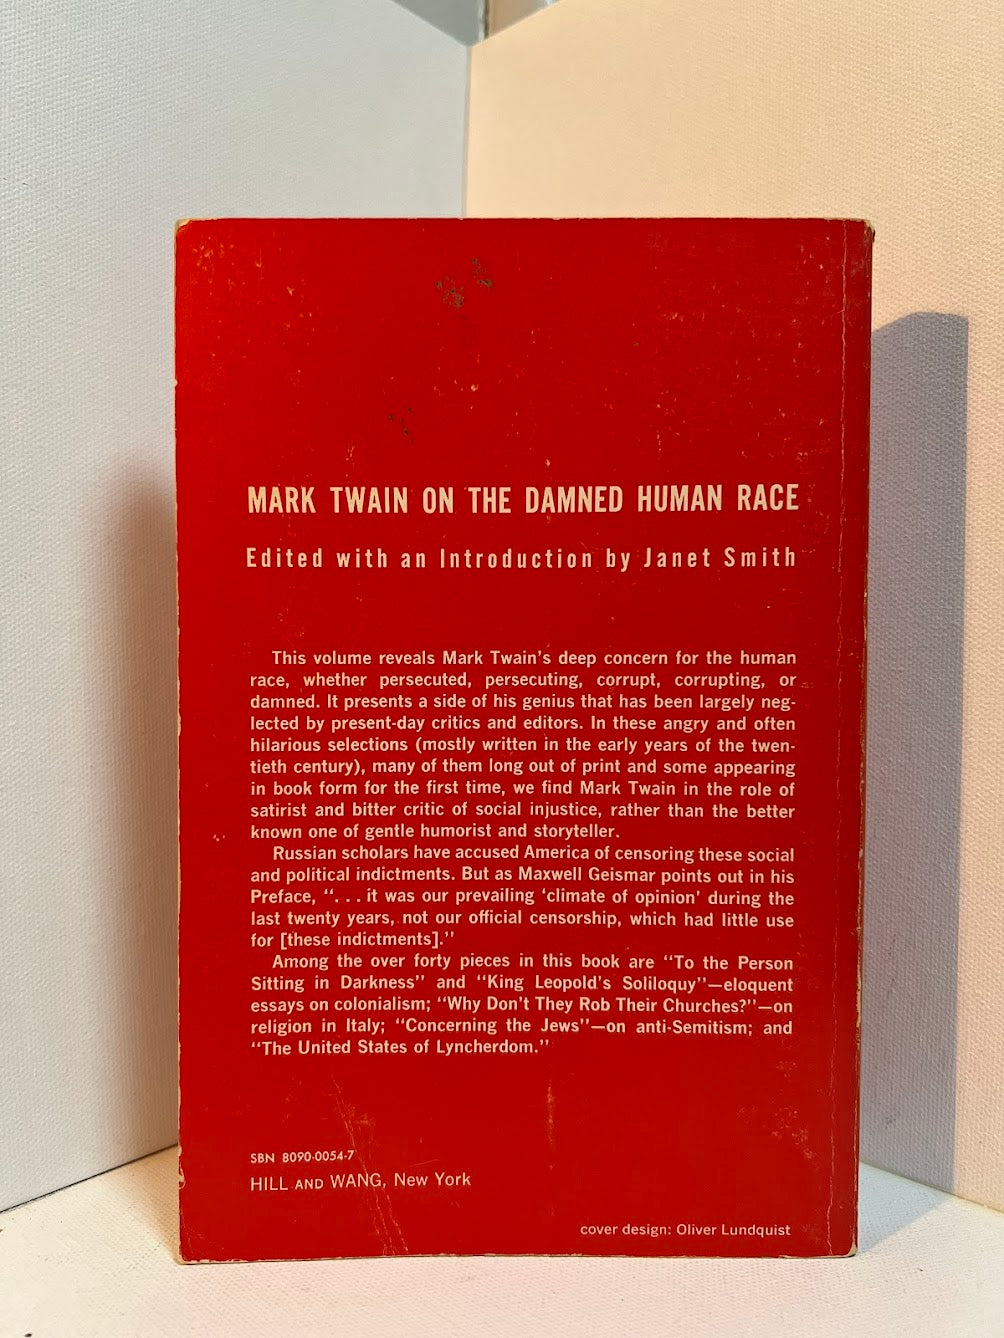 MARK TWAIN ON THE DAMNED HUMAN RACE
Edited with an Introduction by Janet Smith
This volume reveals Mark Twain's deep concern for the human
race, whether persecuted, persecuting, corrupt, corrupting, or
damned. It presents a side of his genius that has been largely neg-
lected by present-day critics and editors. In these angry and often
hilarious selections (mostly written in the early years of the twen-
tieth century), many of them long out of print and some appearing
in book form for the first time, we find Mark Twain in the role of
satirist and bitter critic of social injustice, rather than the better
known one of gentle humorist and storyteller.
Russian scholars have accused America of censoring these social
and political indictments. But as Maxwell Geismar points out in his
Preface, “. . . it was our prevailing ‘climate of opinion’ during the
last twenty years, not our official censorship, which had little use
for [these indictments].”
Among the over forty pieces in this book are “To the Person
Sitting in Darkness” and “King Leopold's Soliloquy”—eloquent
essays on colonialism; “Why Don't They Rob Their Churches?”—on
religion in Italy; “Concerning the Jews”—on anti-Semitism; and
“The United States of Lyncherdom.”
SBN 8090-0054-7
HILL AND WANG, New York
cover design: Oliver Lundquist